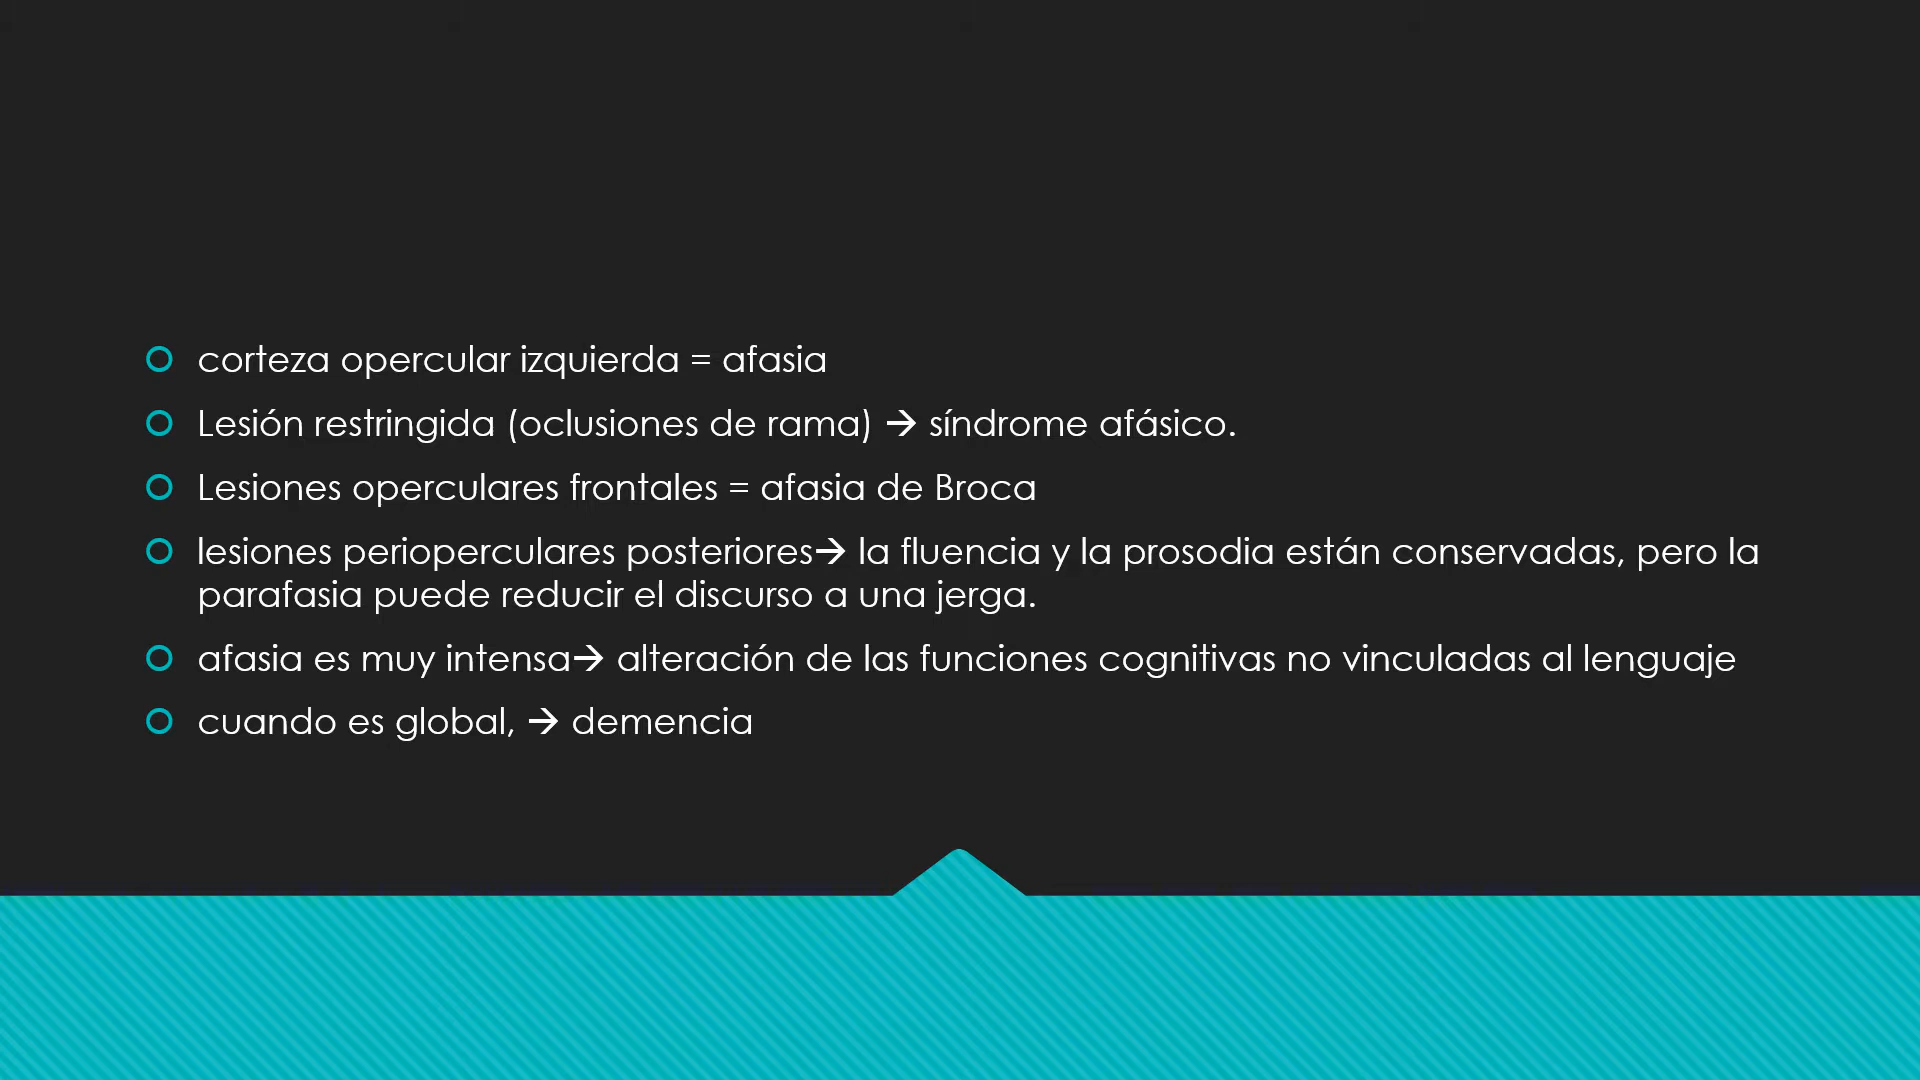 corteza opercular izquierda = afasia
Lesión restringida (oclusiones de rama) → síndrome afásico.
Lesiones operculares frontales = afasia de Broca
lesiones perioperculares posteriores→ la fluencia y la prosodia están conservadas, pero la
parafasia puede reducir el discurso a una jerga.
afasia es muy intensa→ alteración de las funciones cognitivas no vinculadas al lenguaje
cuando es global, → demencia